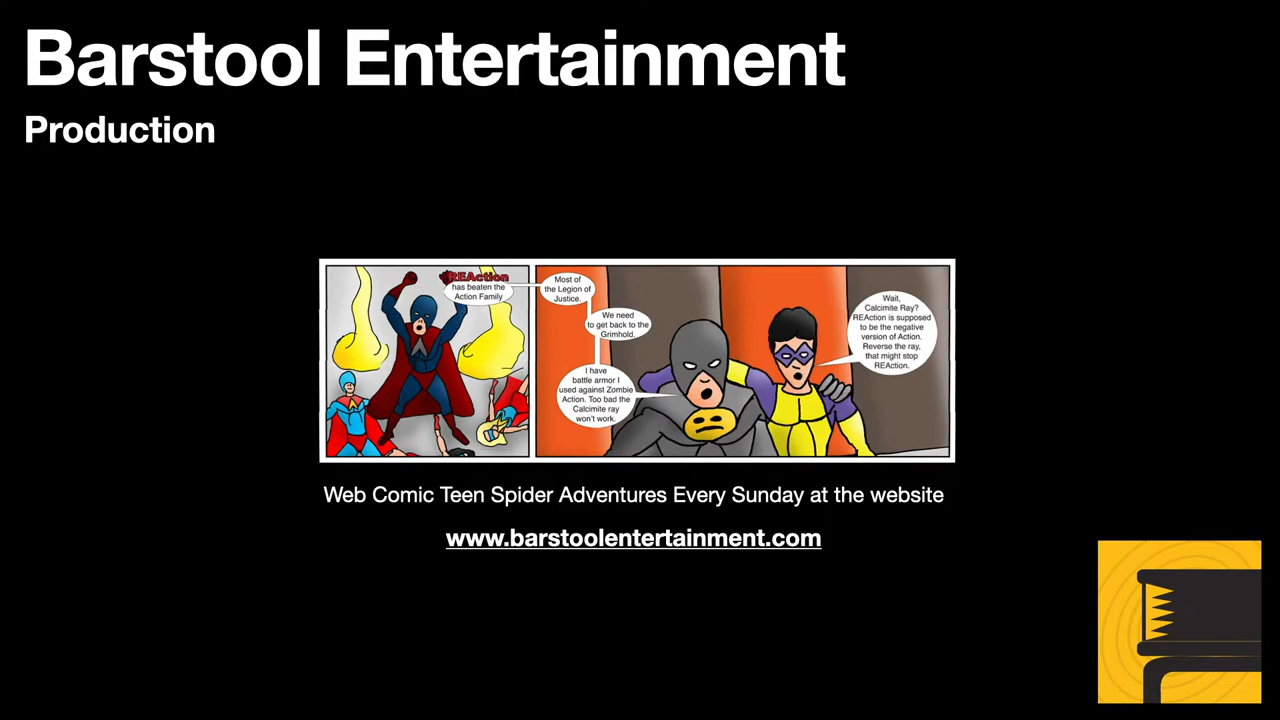 Barstool Entertainment
Production
REAction
has beaten the
Action Family
Most of
the Legion of
Justice.
We need
to get back to the
Grimhold.
I have
battle armor I
used against Zombie
Action. Too bad the
Calcimite ray
won't work.
Wait,
Calcimite Ray?
REAction is supposed
to be the negative
version of Action.
Reverse the ray,
that might stop
REAction.
Web Comic Teen Spider Adventures Every Sunday at the website
www.barstoolentertainment.com